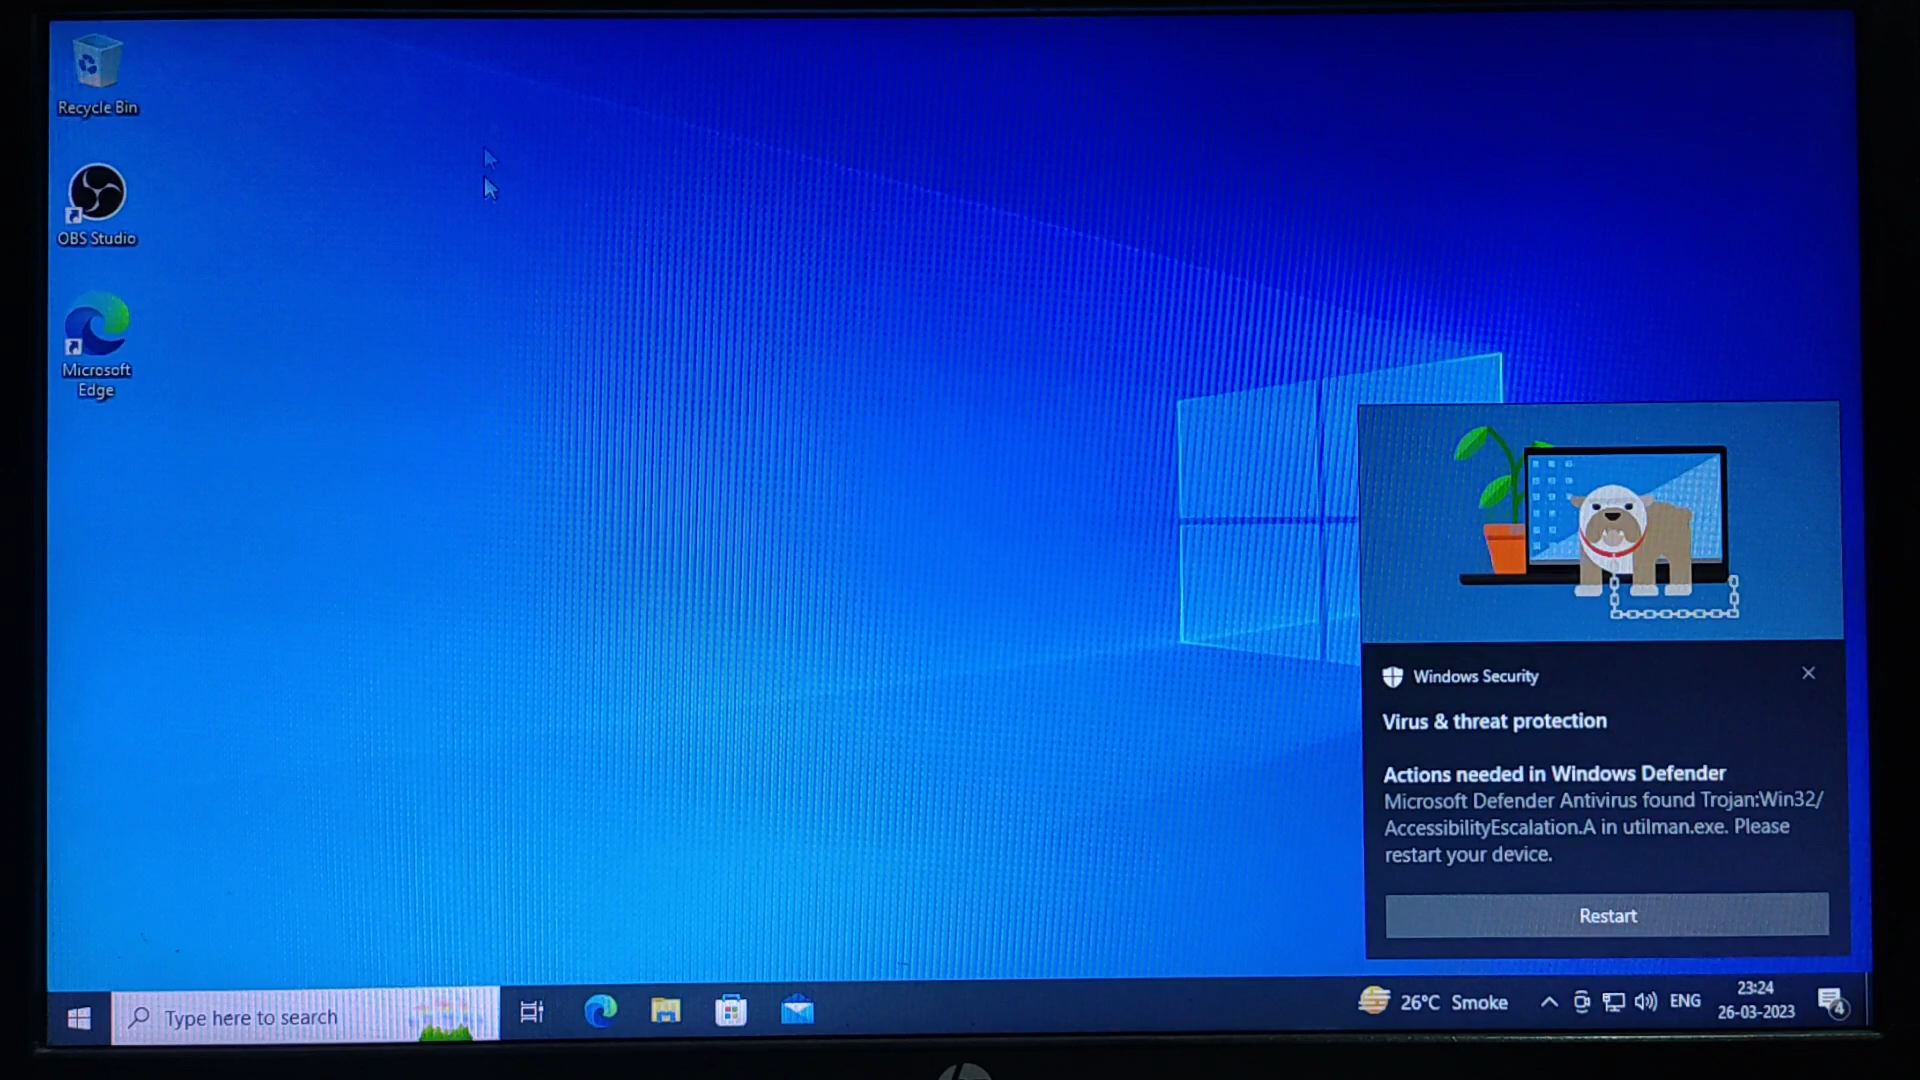 Recycle Bin
OBS Studio
Microsoft
Edge
Windows Security
Virus & threat protection
Actions needed in Windows Defender
Microsoft Defender Antivirus found Trojan:Win32/
AccessibilityEscalation.A in utilman.exe. Please
restart your device.
Restart
Type here to search
26°C Smoke
ENG
23:24
26-03-2023
4
hp